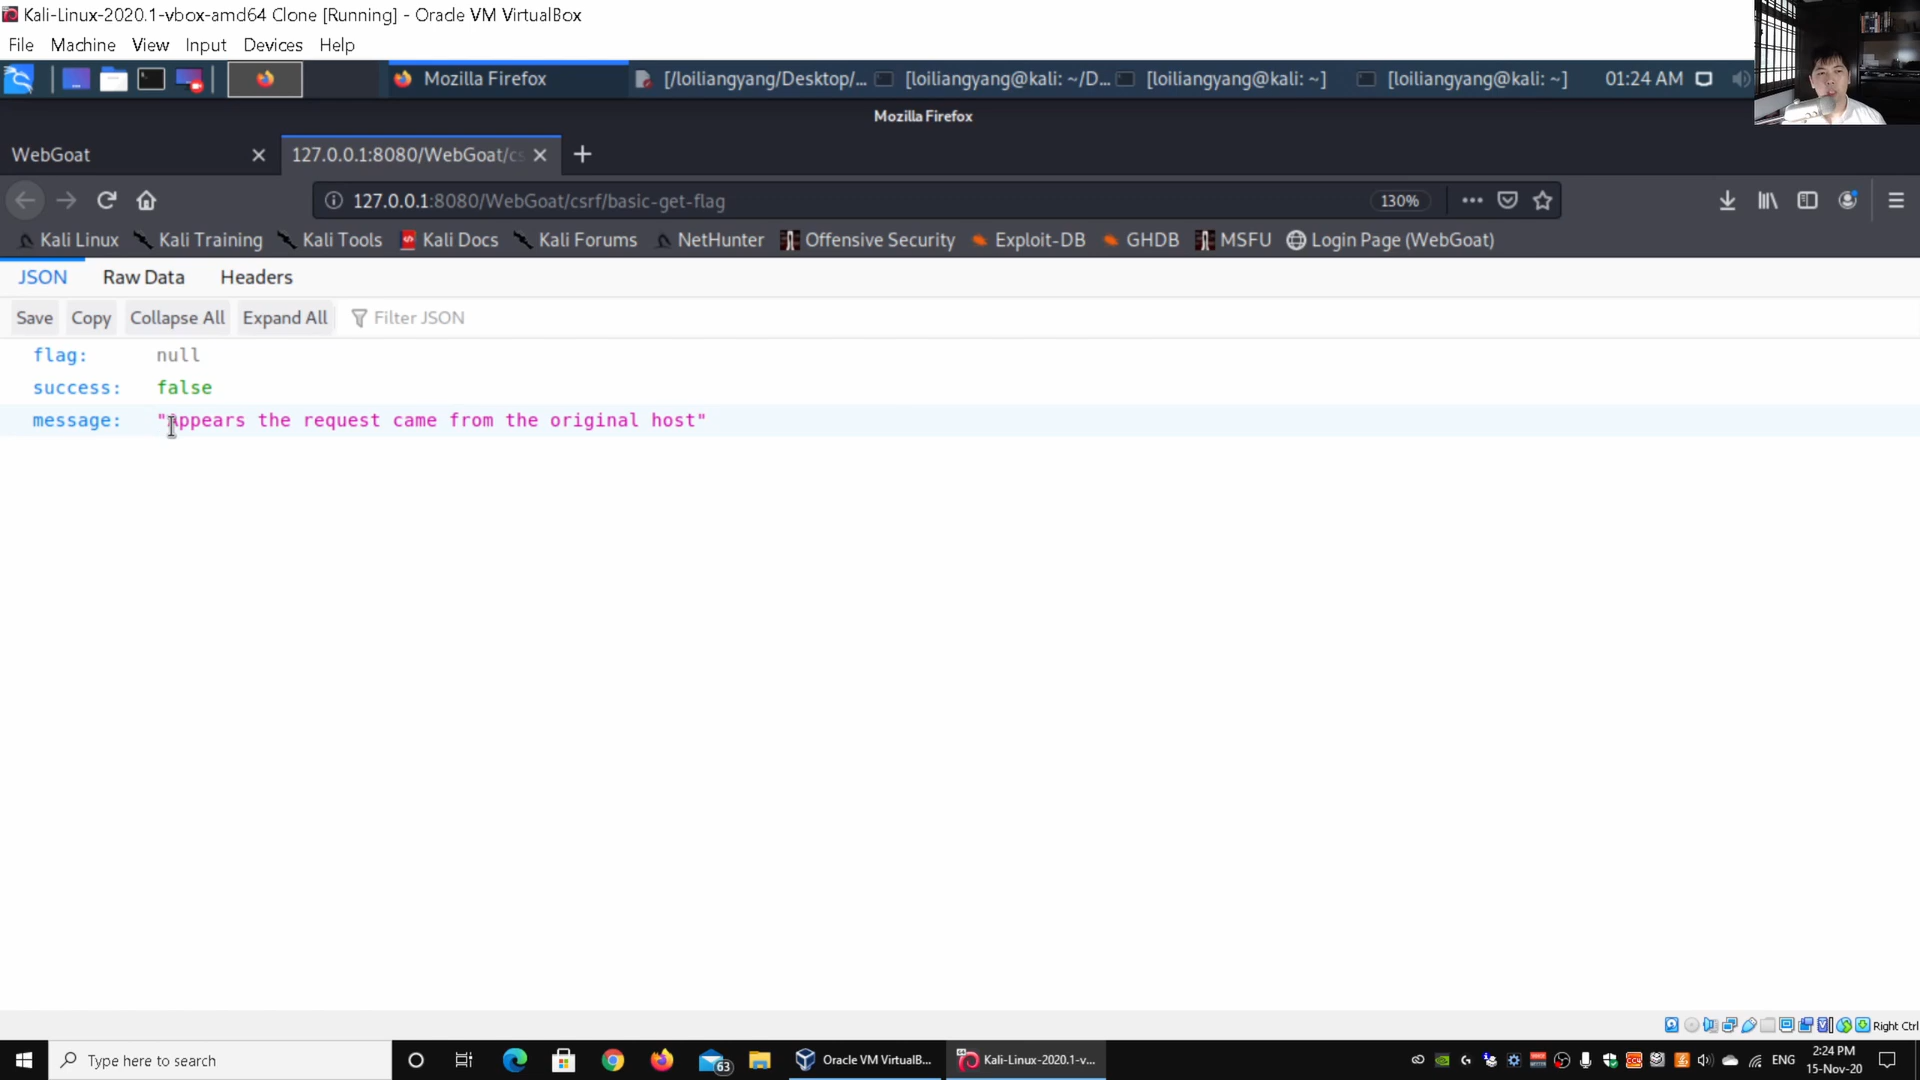 Kali-Linux-2020.1-vbox-amd64 Clone [Running] - Oracle VM VirtualBox
File Machine View Input Devices Help
Mozilla Firefox [/loiliangyang/Desktop/... [loiliangyang@kali: ~/D... [loiliangyang@kali: ~] [loiliangyang@kali: ~] 01:24 AM
Mozilla Firefox
WebGoat 127.0.0.1:8080/WebGoat/cs
127.0.0.1:8080/WebGoat/csrf/basic-get-flag 130%
Kali Linux Kali Training Kali Tools Kali Docs Kali Forums NetHunter Offensive Security Exploit-DB GHDB MSFU Login Page (WebGoat)
JSON Raw Data Headers
Save Copy Collapse All Expand All Filter JSON
flag: null
success: false
message: "Appears the request came from the original host"
Right Ctrl
Type here to search 63 Oracle VM VirtualB... Kali-Linux-2020.1-v... ENG 2:24 PM
15-Nov-20